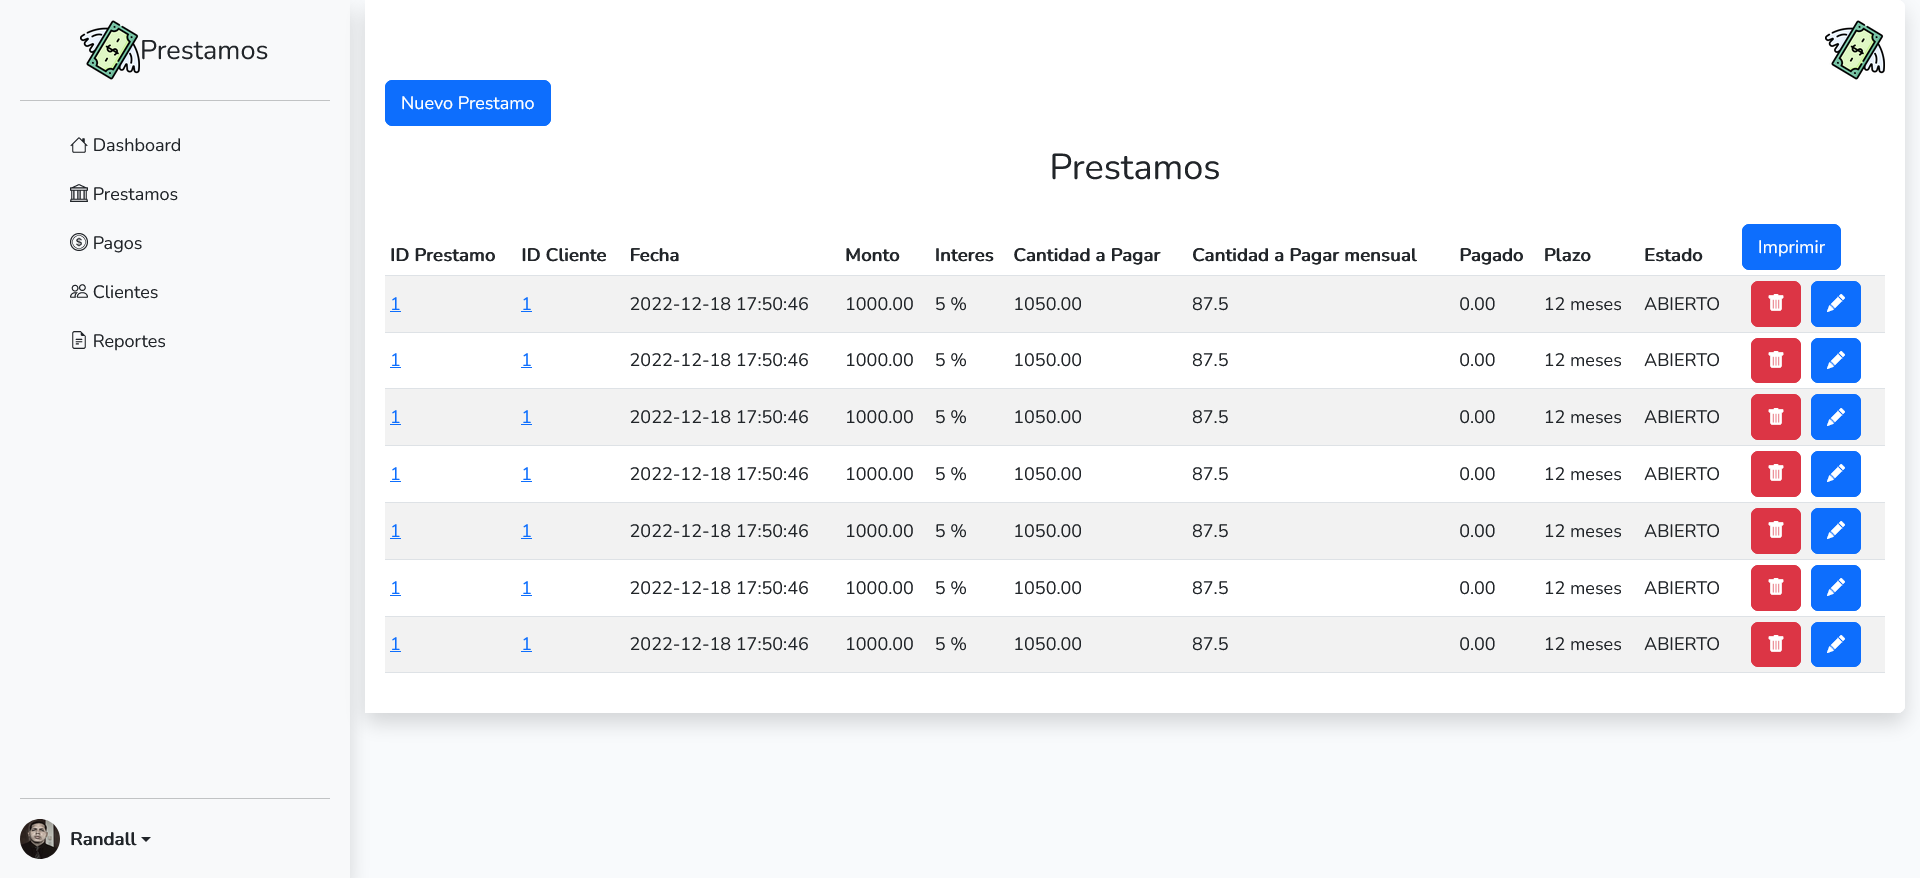 Prestamos
Dashboard
Prestamos
Pagos
Clientes
Reportes
Randall
Nuevo Prestamo
Prestamos
ID Prestamo ID Cliente Fecha Monto Interes Cantidad a Pagar Cantidad a Pagar mensual Pagado Plazo Estado Imprimir
1 1 2022-12-18 17:50:46 1000.00 5 % 1050.00 87.5 0.00 12 meses ABIERTO
1 1 2022-12-18 17:50:46 1000.00 5 % 1050.00 87.5 0.00 12 meses ABIERTO
1 1 2022-12-18 17:50:46 1000.00 5 % 1050.00 87.5 0.00 12 meses ABIERTO
1 1 2022-12-18 17:50:46 1000.00 5 % 1050.00 87.5 0.00 12 meses ABIERTO
1 1 2022-12-18 17:50:46 1000.00 5 % 1050.00 87.5 0.00 12 meses ABIERTO
1 1 2022-12-18 17:50:46 1000.00 5 % 1050.00 87.5 0.00 12 meses ABIERTO
1 1 2022-12-18 17:50:46 1000.00 5 % 1050.00 87.5 0.00 12 meses ABIERTO